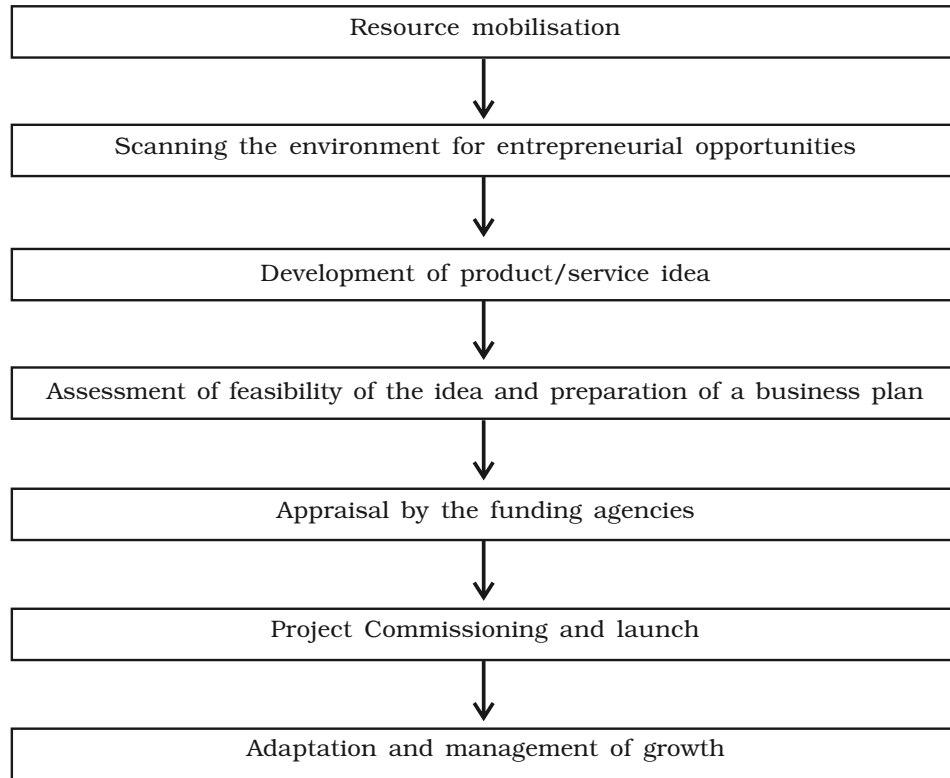 Resource mobilisation
Scanning the environment for entrepreneurial opportunities
Development of product/service idea
Assessment of feasibility of the idea and preparation of a business plan
Appraisal by the funding agencies
Project Commissioning and launch
Adaptation and management of growth